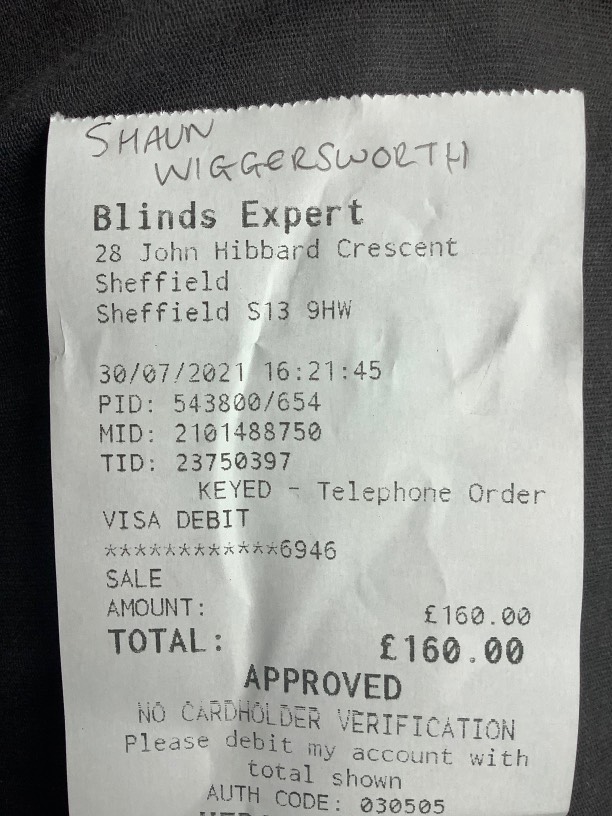 SHAUN
WIGGERSWORTH
Blinds Expert
28 John Hibbard Crescent
Sheffield
Sheffield S13 9HW
30/07/2021 16:21:45
PID: 543800/654
MID: 2101488750
TID: 23750397
KEYED - Telephone Order
VISA DEBIT
************6946
SALE
AMOUNT: £160.00
TOTAL: £160.00
APPROVED
NO CARDHOLDER VERIFICATION
Please debit my account with
total shown
AUTH CODE: 030505